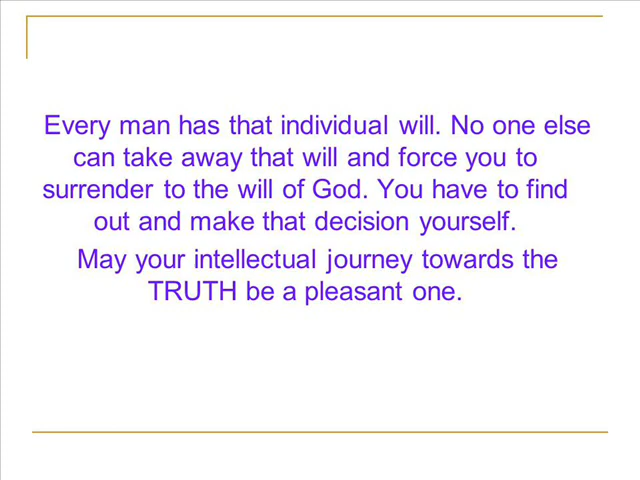 Every man has that individual will. No one else
can take away that will and force you to
surrender to the will of God. You have to find
out and make that decision yourself.
May your intellectual journey towards the
TRUTH be a pleasant one.